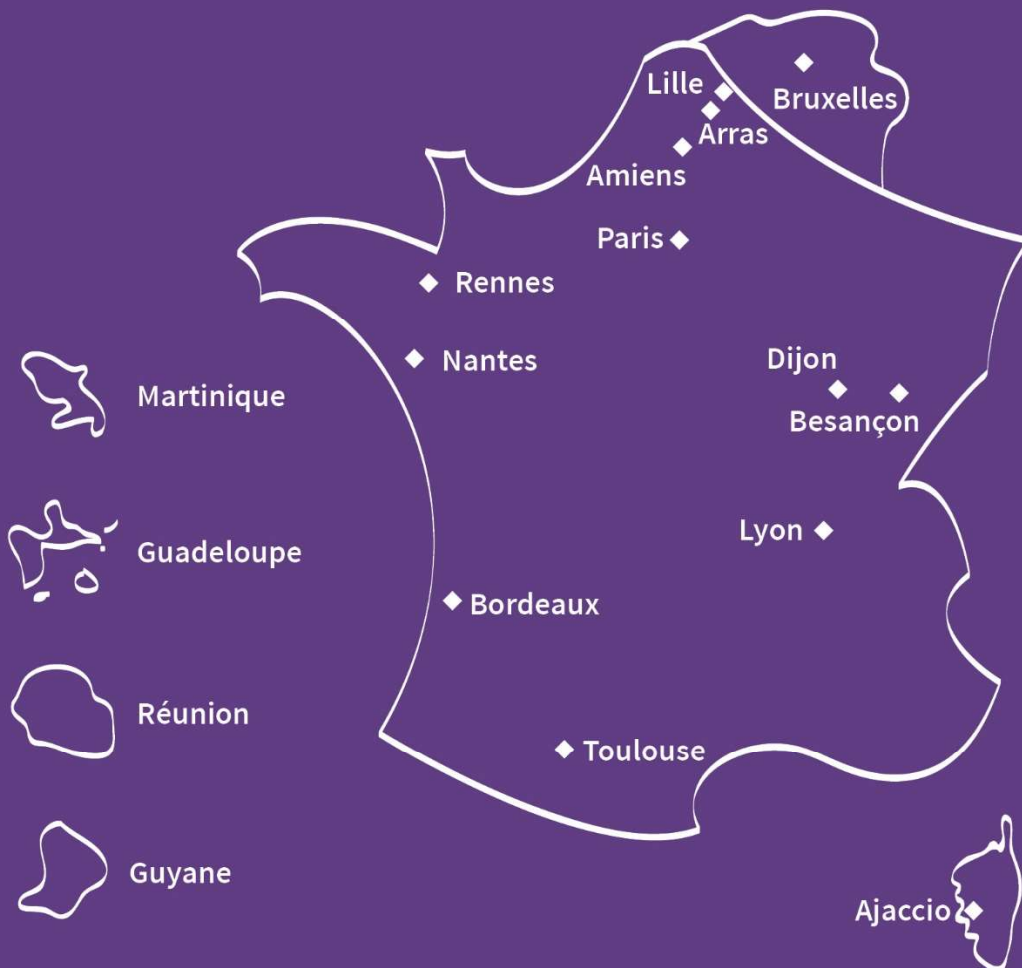 Lille
Bruxelles
Arras
Amiens
Paris
Rennes
Nantes
Dijon
Besançon
Martinique
Lyon
Guadeloupe
Bordeaux
Réunion
Toulouse
Guyane
Ajaccio